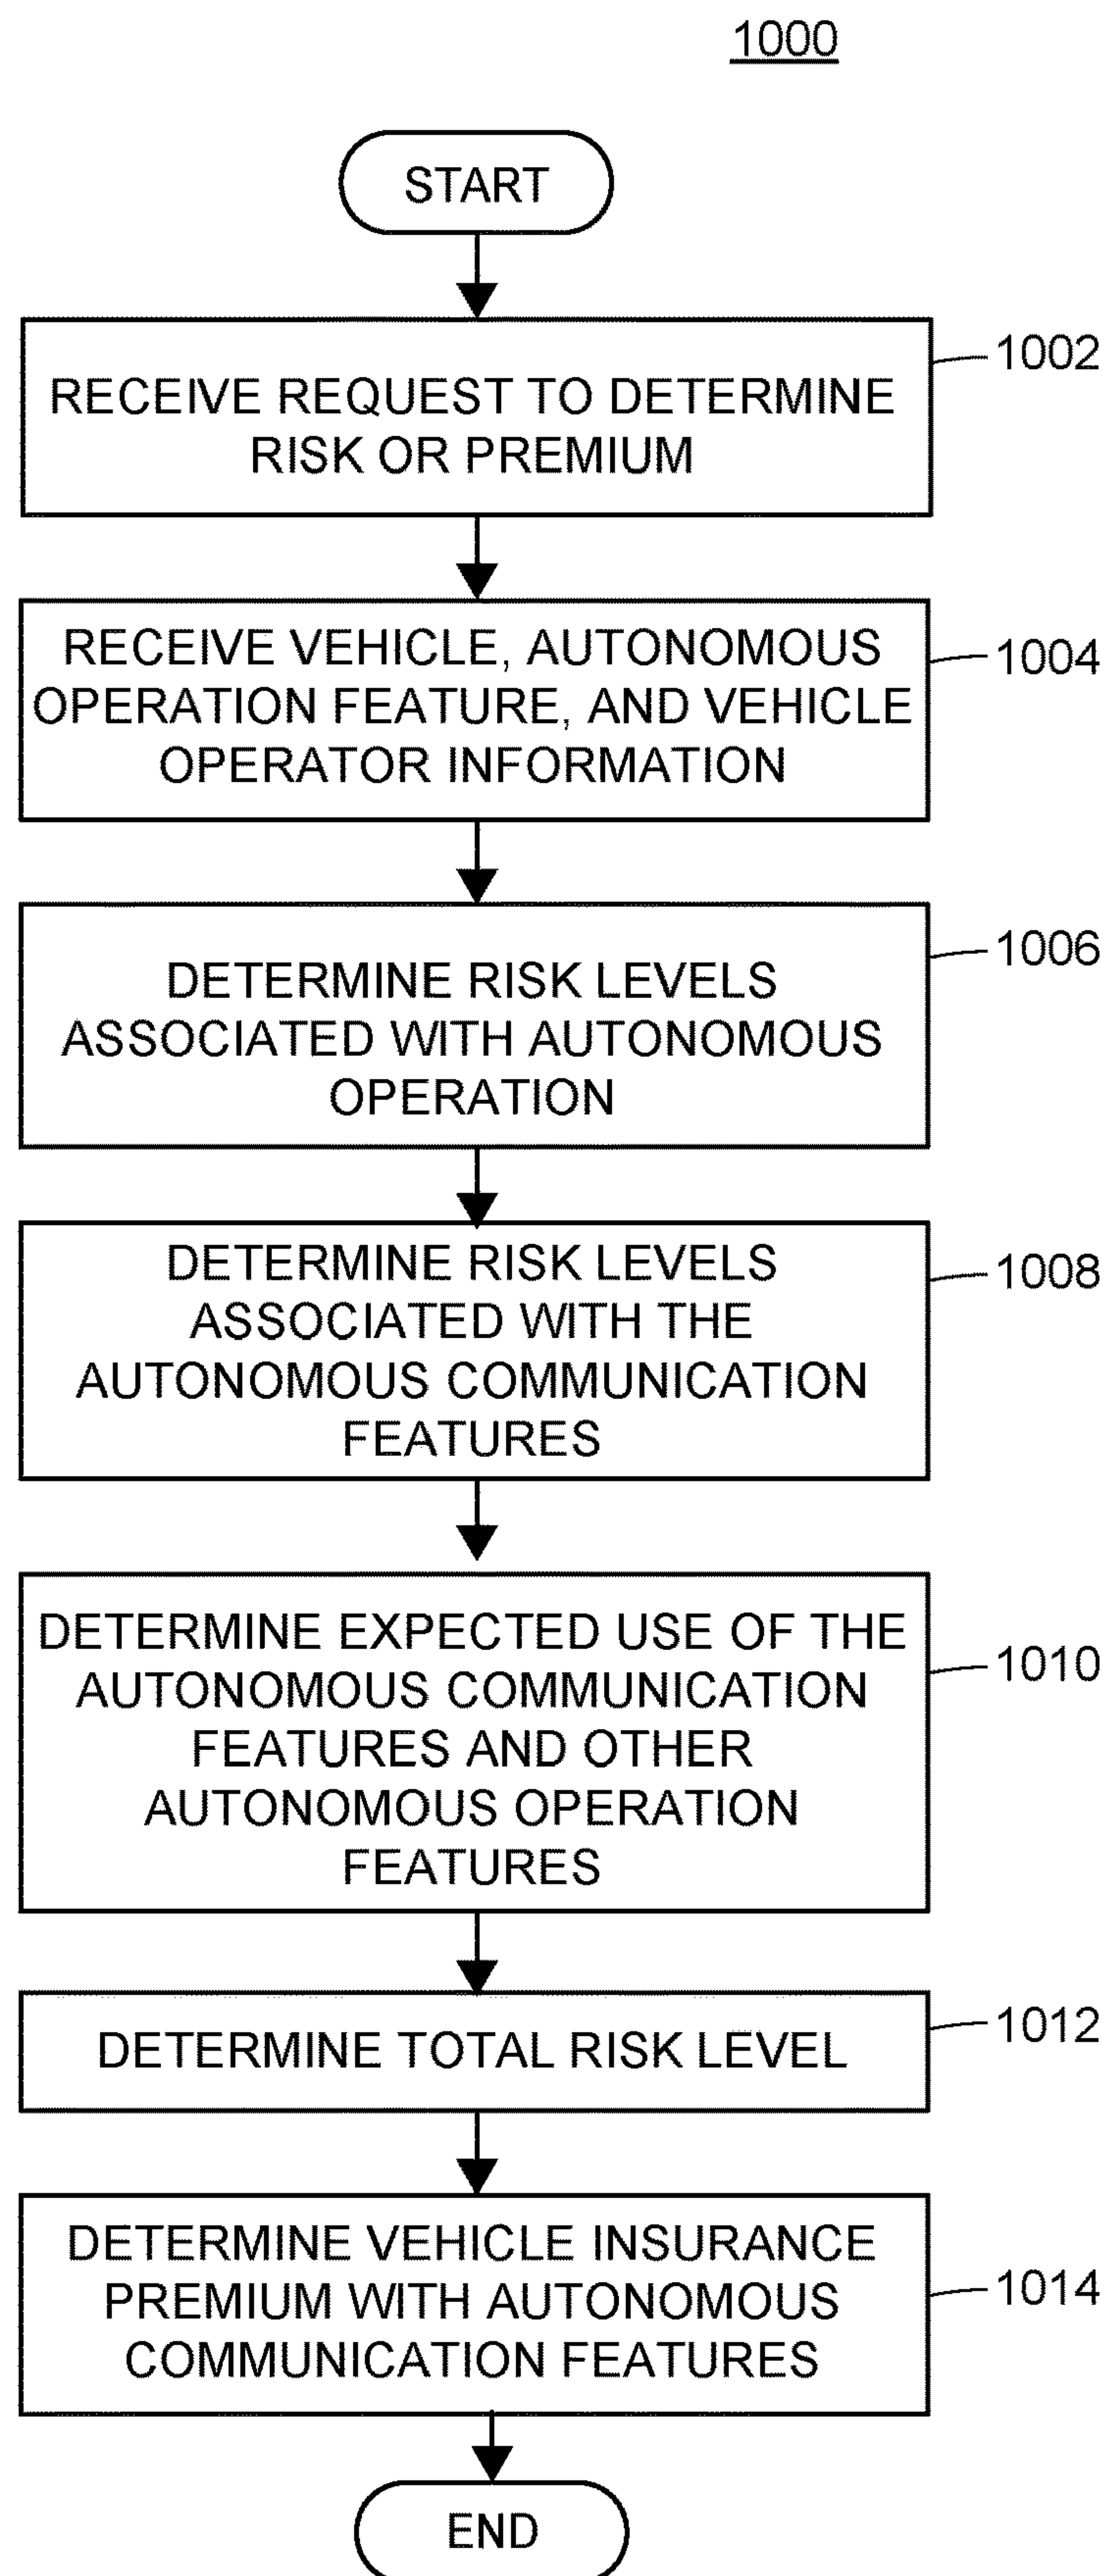 1000
START
RECEIVE REQUEST TO DETERMINE
RISK OR PREMIUM
1002
RECEIVE VEHICLE, AUTONOMOUS
OPERATION FEATURE, AND VEHICLE
OPERATOR INFORMATION
1004
DETERMINE RISK LEVELS
ASSOCIATED WITH AUTONOMOUS
OPERATION
1006
DETERMINE RISK LEVELS
ASSOCIATED WITH THE
AUTONOMOUS COMMUNICATION
FEATURES
1008
DETERMINE EXPECTED USE OF THE
AUTONOMOUS COMMUNICATION
FEATURES AND OTHER
AUTONOMOUS OPERATION
FEATURES
1010
DETERMINE TOTAL RISK LEVEL
1012
DETERMINE VEHICLE INSURANCE
PREMIUM WITH AUTONOMOUS
COMMUNICATION FEATURES
1014
END